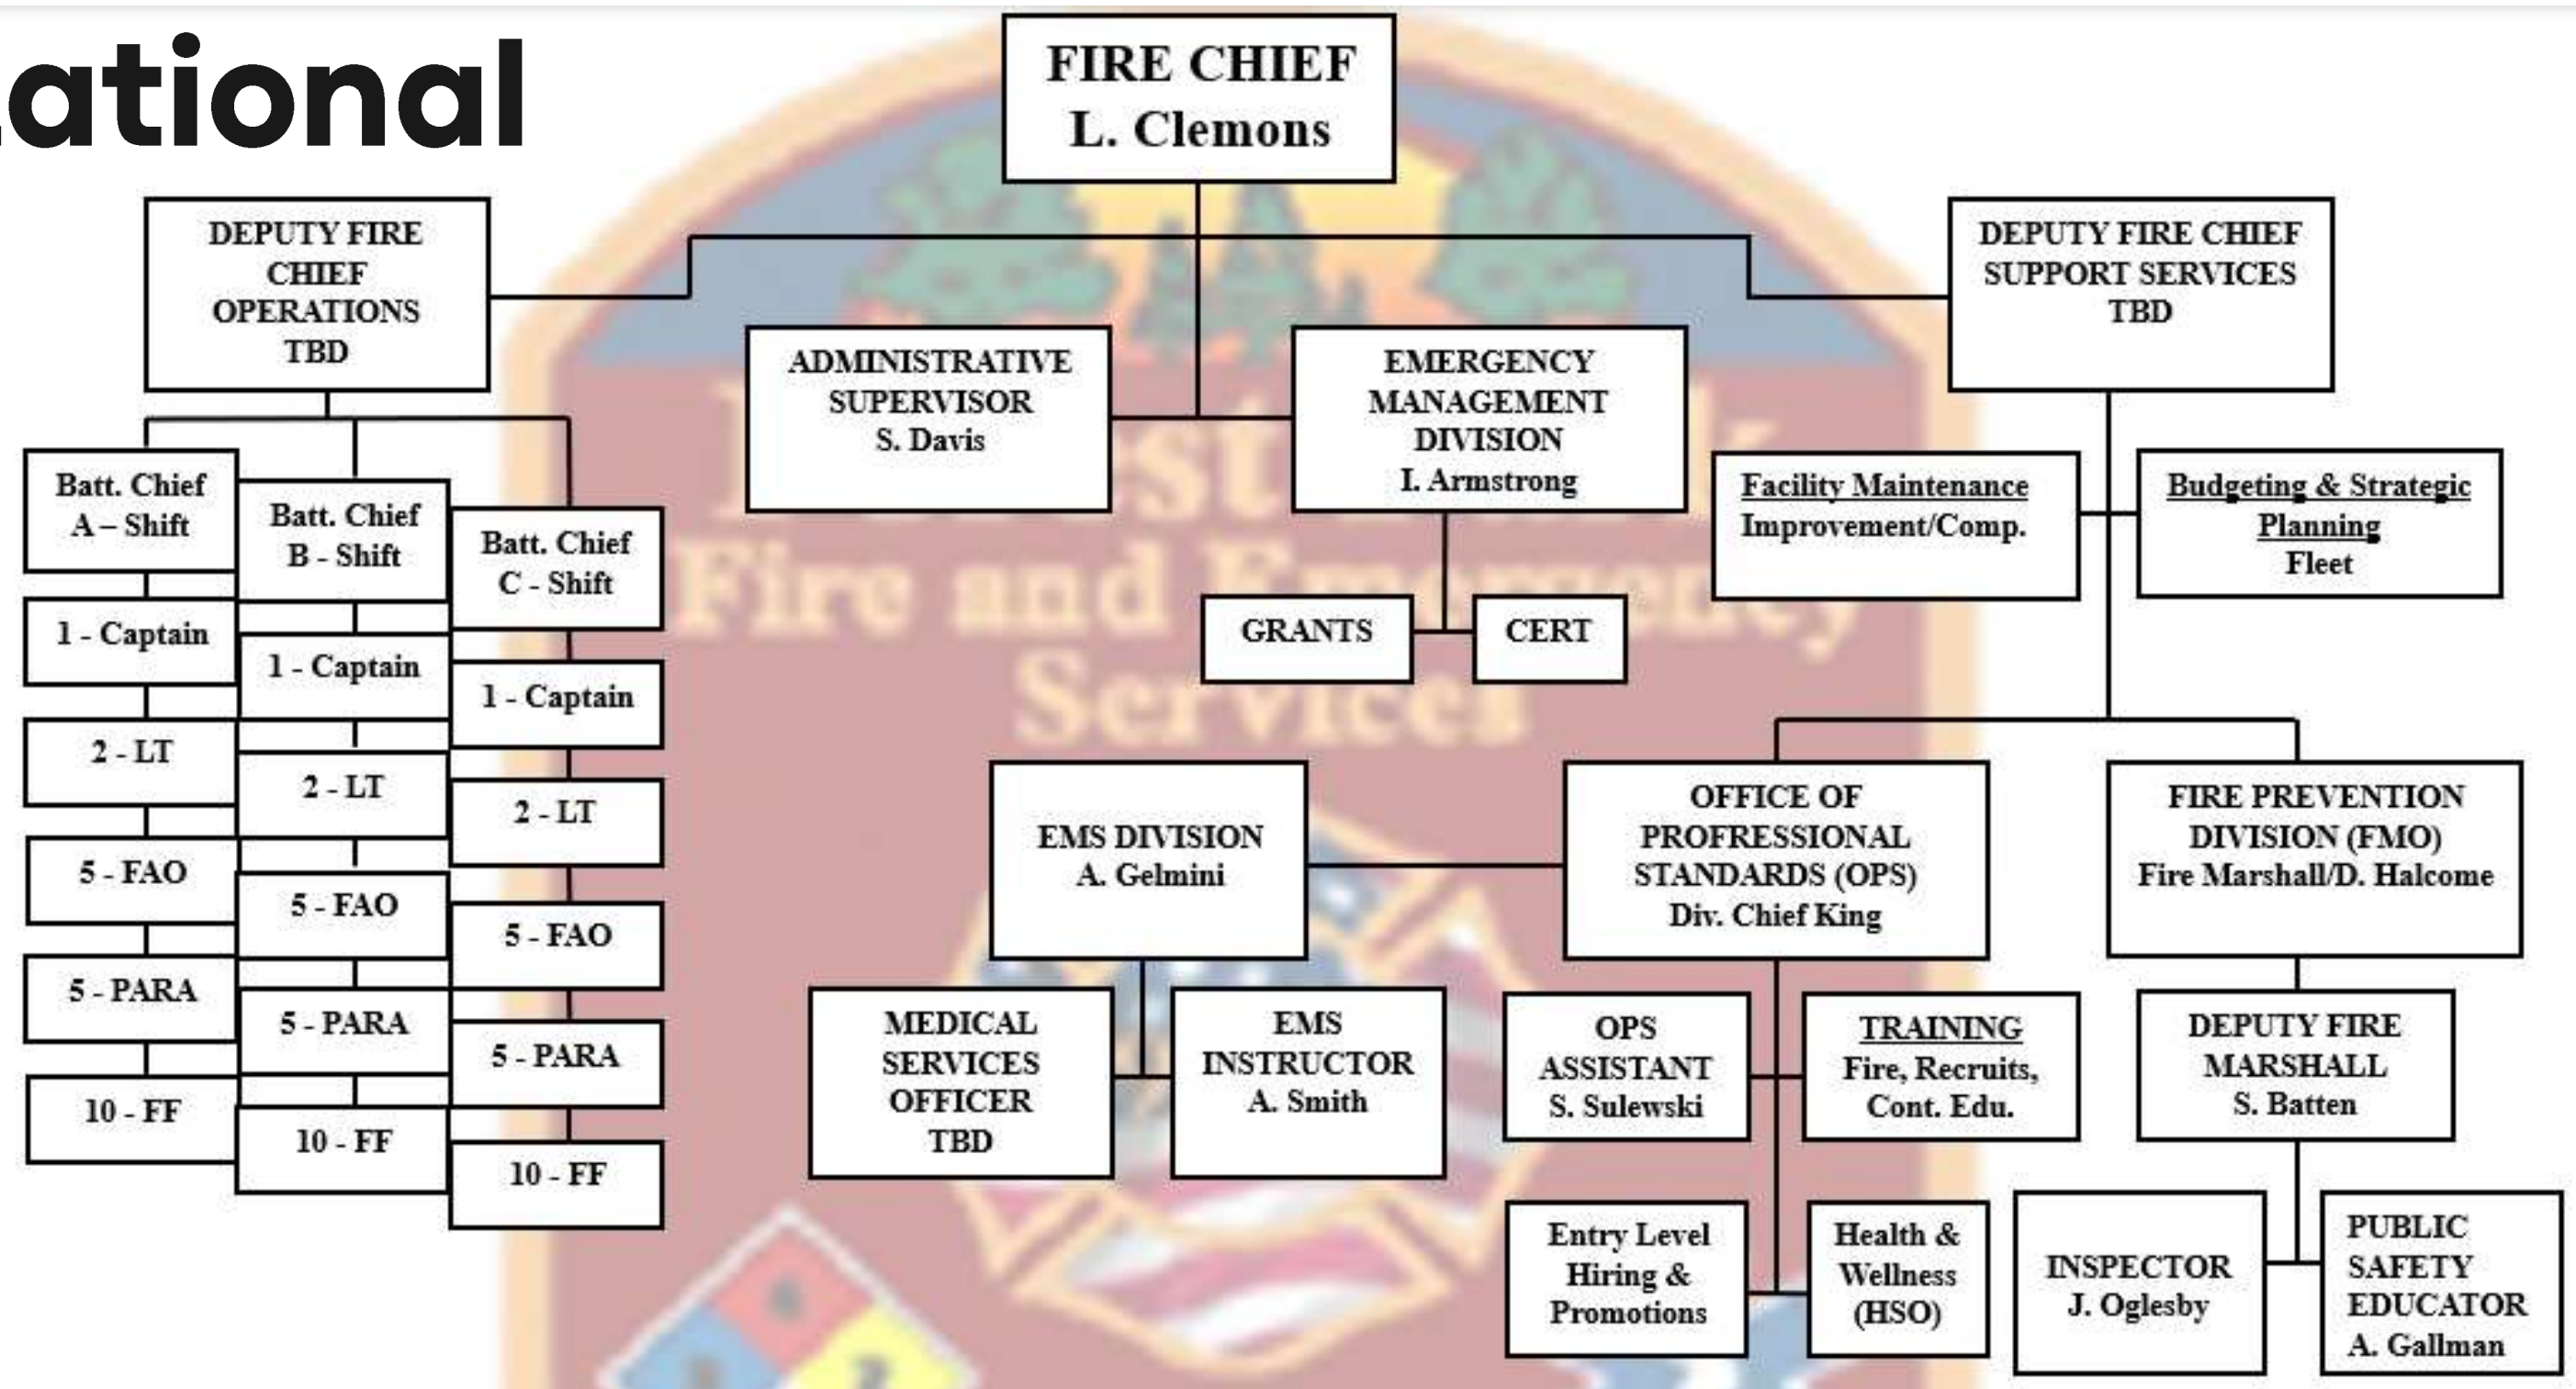 ational
FIRE CHIEF
L. Clemons
DEPUTY FIRE
CHIEF
OPERATIONS
TBD
DEPUTY FIRE CHIEF
SUPPORT SERVICES
TBD
ADMINISTRATIVE
SUPERVISOR
S. Davis
EMERGENCY
MANAGEMENT
DIVISION
I. Armstrong
Batt. Chief
A – Shift
1 - Captain
2 - LT
5 - FAO
5 - PARA
10 - FF
Batt. Chief
B - Shift
1 - Captain
2 - LT
5 - FAO
5 - PARA
10 - FF
Batt. Chief
C - Shift
1 - Captain
2 - LT
5 - FAO
5 - PARA
10 - FF
GRANTS
CERT
Facility Maintenance
Improvement/Comp.
Budgeting & Strategic
Planning
Fleet
Fire and Emergency
Services
EMS DIVISION
A. Gelmini
OFFICE OF
PROFRESSIONAL
STANDARDS (OPS)
Div. Chief King
FIRE PREVENTION
DIVISION (FMO)
Fire Marshall/D. Halcome
MEDICAL
SERVICES
OFFICER
TBD
EMS
INSTRUCTOR
A. Smith
OPS
ASSISTANT
S. Sulewski
TRAINING
Fire, Recruits,
Cont. Edu.
DEPUTY FIRE
MARSHALL
S. Batten
Entry Level
Hiring &
Promotions
Health &
Wellness
(HSO)
INSPECTOR
J. Oglesby
PUBLIC
SAFETY
EDUCATOR
A. Gallman